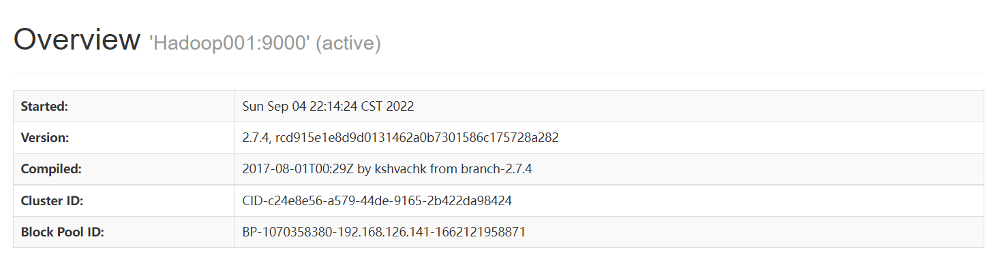 Overview 'Hadoop001:9000' (active)
Started: Sun Sep 04 22:14:24 CST 2022
Version: 2.7.4, rcd915e1e8d9d0131462a0b7301586c175728a282
Compiled: 2017-08-01T00:29Z by kshvachk from branch-2.7.4
Cluster ID: CID-c24e8e56-a579-44de-9165-2b422da98424
Block Pool ID: BP-1070358380-192.168.126.141-1662121958871